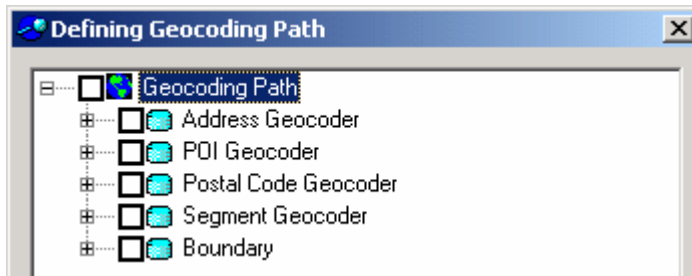 Defining Geocoding Path
Geocoding Path
Address Geocoder
POI Geocoder
Postal Code Geocoder
Segment Geocoder
Boundary